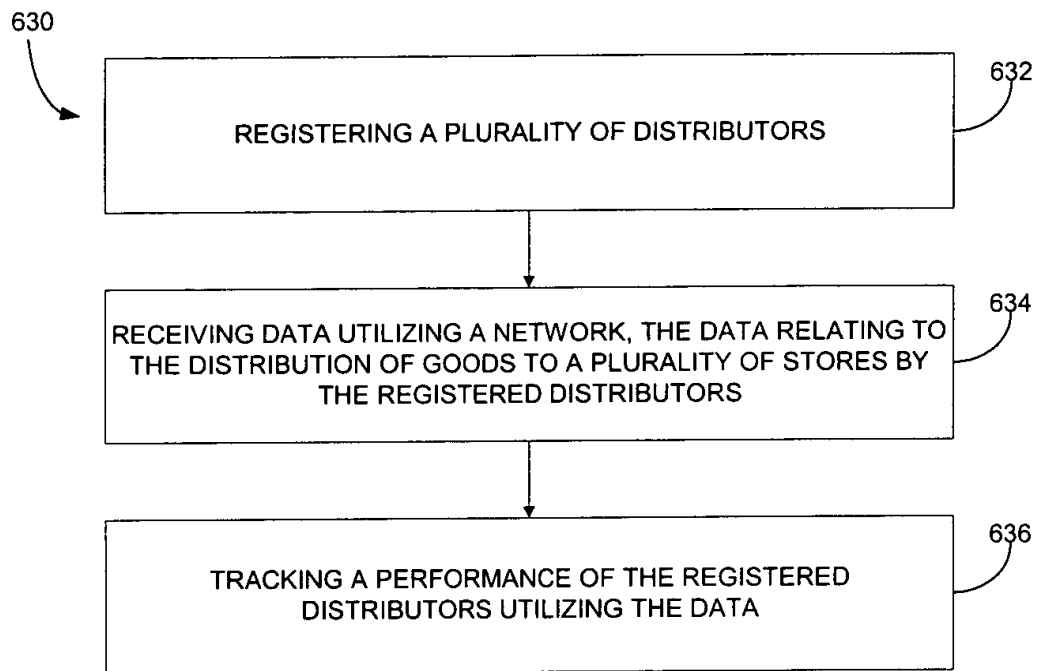 630
632
REGISTERING A PLURALITY OF DISTRIBUTORS
634
RECEIVING DATA UTILIZING A NETWORK, THE DATA RELATING TO
THE DISTRIBUTION OF GOODS TO A PLURALITY OF STORES BY
THE REGISTERED DISTRIBUTORS
636
TRACKING A PERFORMANCE OF THE REGISTERED
DISTRIBUTORS UTILIZING THE DATA